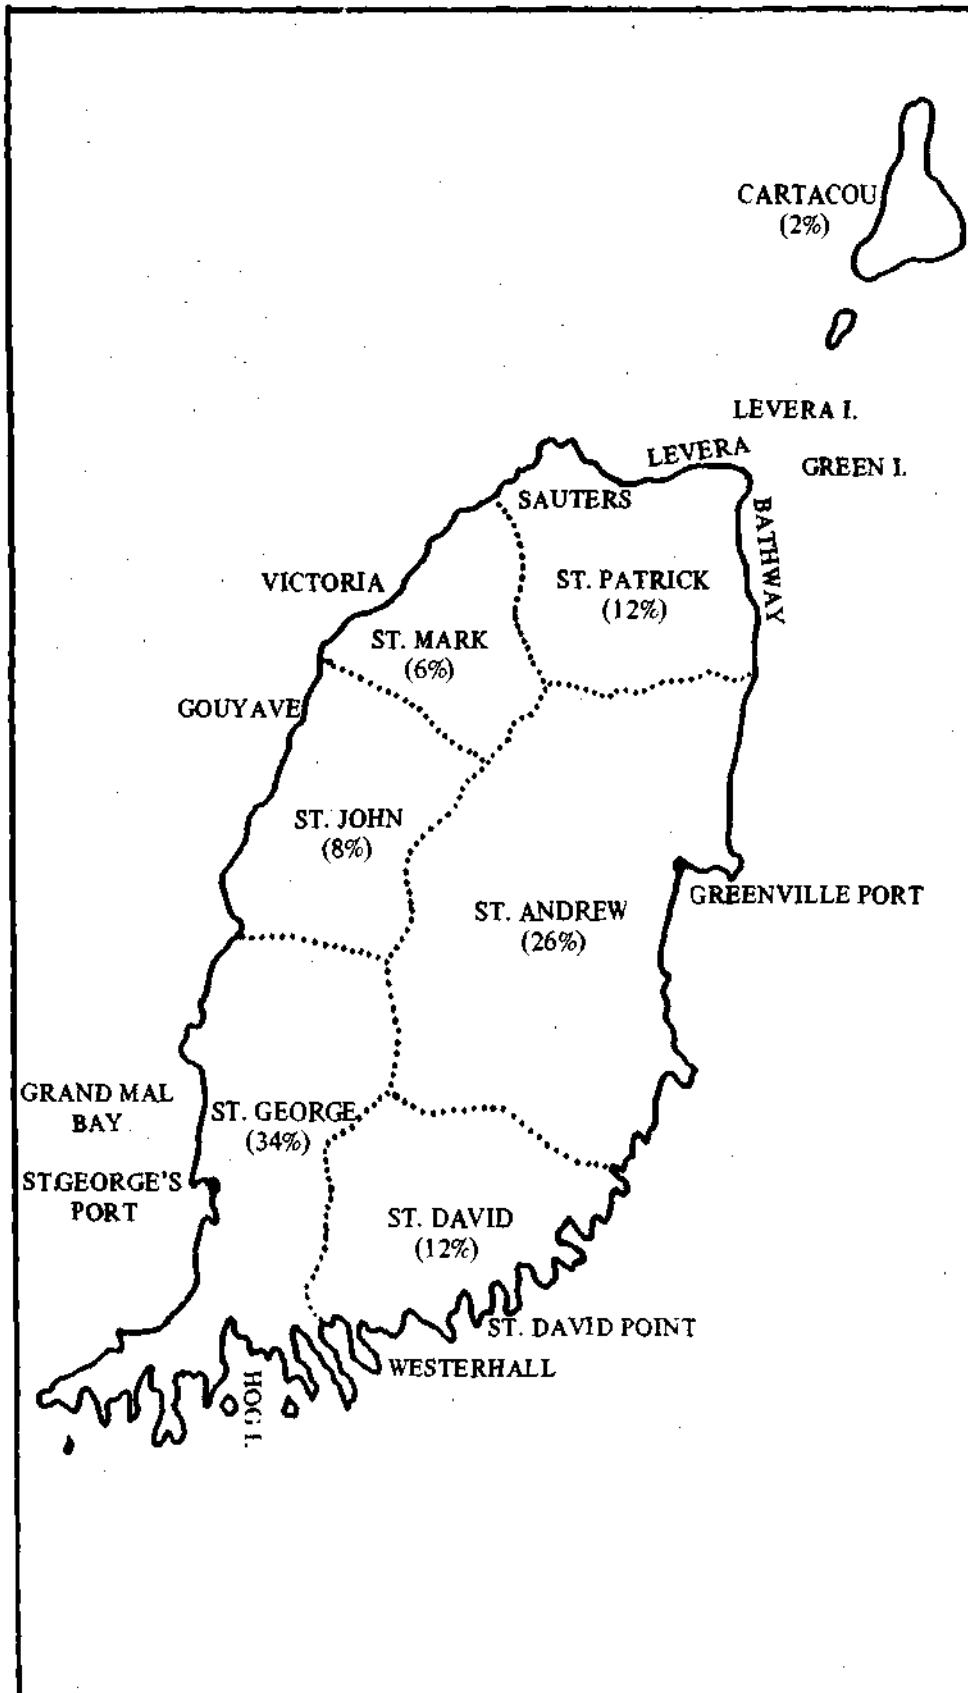 CARTACOU
(2%)
LEVERA I.
LEVERA
GREEN I.
SAUTERS
BATHWAY
VICTORIA
ST. PATRICK
(12%)
ST. MARK
(6%)
GOUYAVE
ST. JOHN
(8%)
GREENVILLE PORT
ST. ANDREW
(26%)
GRAND MAL
BAY
ST. GEORGE
(34%)
ST.GEORGE'S
PORT
ST. DAVID
(12%)
ST. DAVID POINT
WESTERHALL
HOG I.